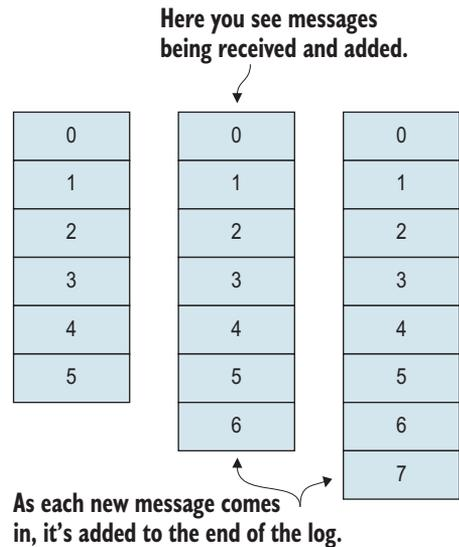 Here you see messages
being received and added.
0 0 0
1 1 1
2 2 2
3 3 3
4 4 4
5 5 5
6 6
7
As each new message comes
in, it's added to the end of the log.